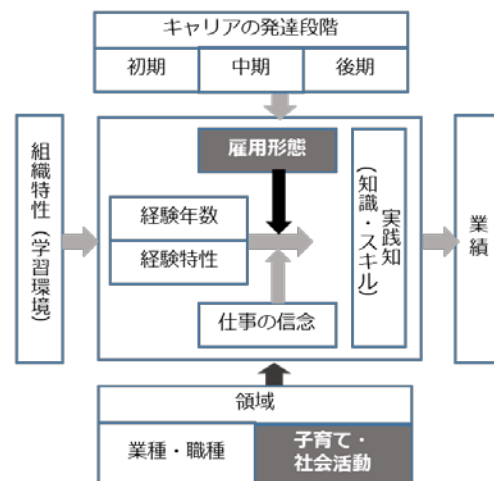 キャリアの発達段階
初期
中期
後期
組織特性（学習環境）
雇用形態
経験年数
経験特性
仕事の信念
実践知
（知識・スキル）
業績
領域
業種・職種
子育て・
社会活動